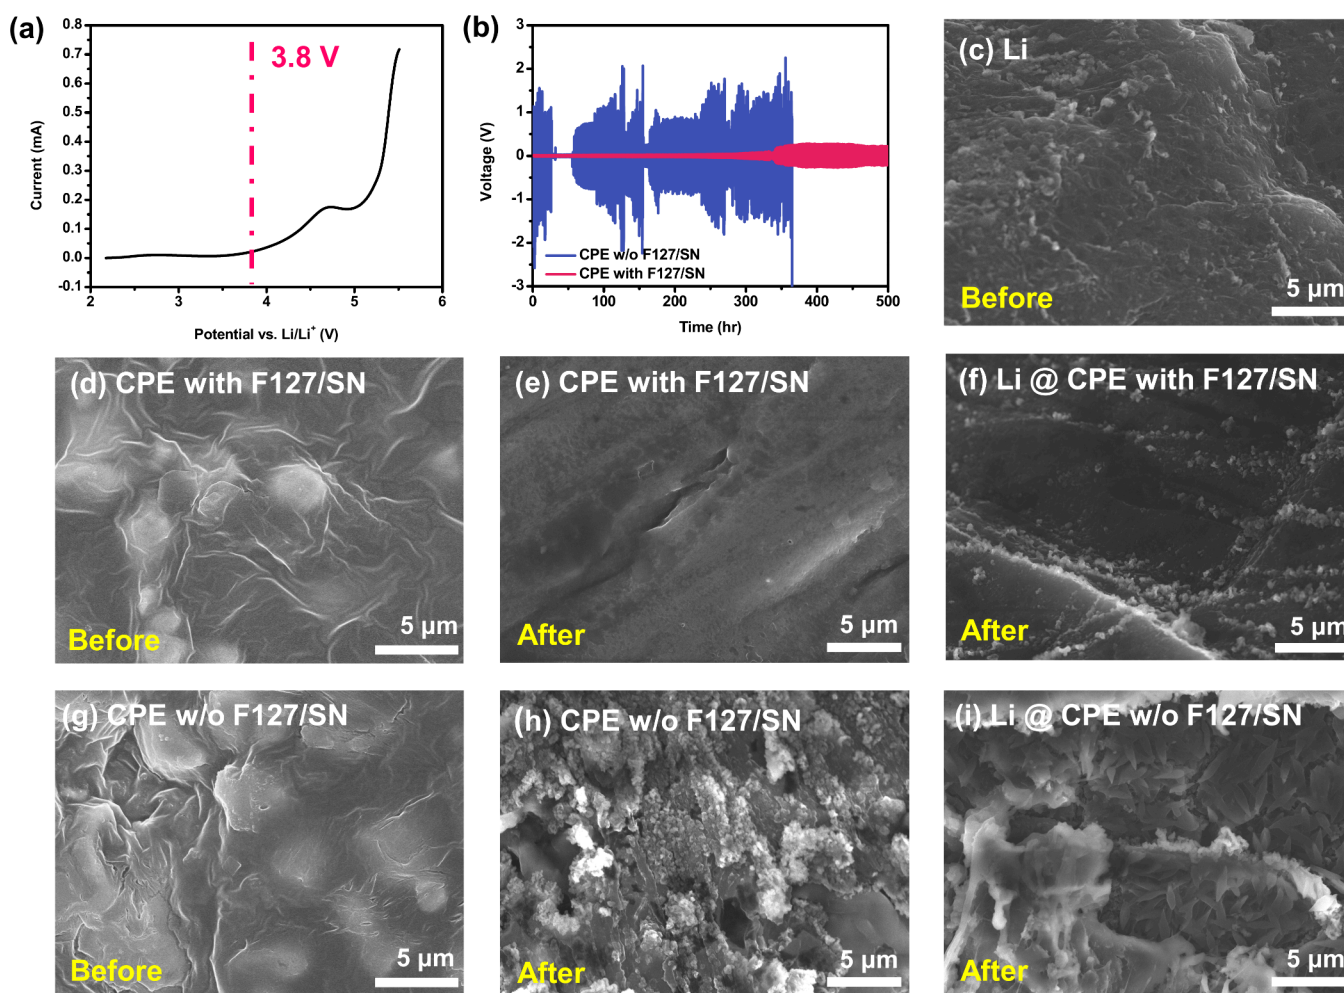 (a)
3.8 V
0.8
0.7
0.6
0.5
0.4
0.3
0.2
0.1
0.0
-0.1
Current (mA)
2 3 4 5 6
Potential vs. Li/Li⁺ (V)
(b)
3
2
1
0
-1
-2
-3
Voltage (V)
CPE w/o F127/SN
CPE with F127/SN
0 100 200 300 400 500
Time (hr)
(c) Li
Before
5 µm
(d) CPE with F127/SN
Before
5 µm
(e) CPE with F127/SN
After
5 µm
(f) Li @ CPE with F127/SN
After
5 µm
(g) CPE w/o F127/SN
Before
5 µm
(h) CPE w/o F127/SN
After
5 µm
(i) Li @ CPE w/o F127/SN
After
5 µm